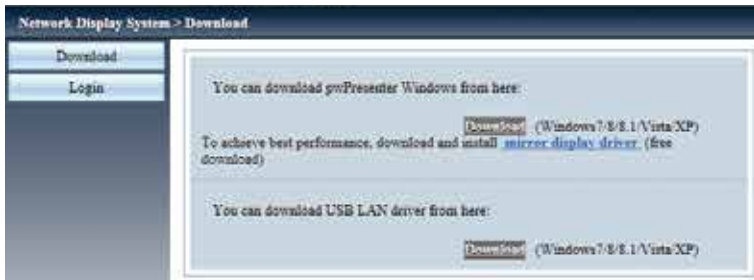 Network Display System > Download
Download
Login
You can download pwPresenter Windows from here:
Download (Windows7/8/8.1/Vista/XP)
To achieve best performance, download and install mirror display driver (free
download)
You can download USB LAN driver from here:
Download (Windows7/8/8.1/Vista/XP)